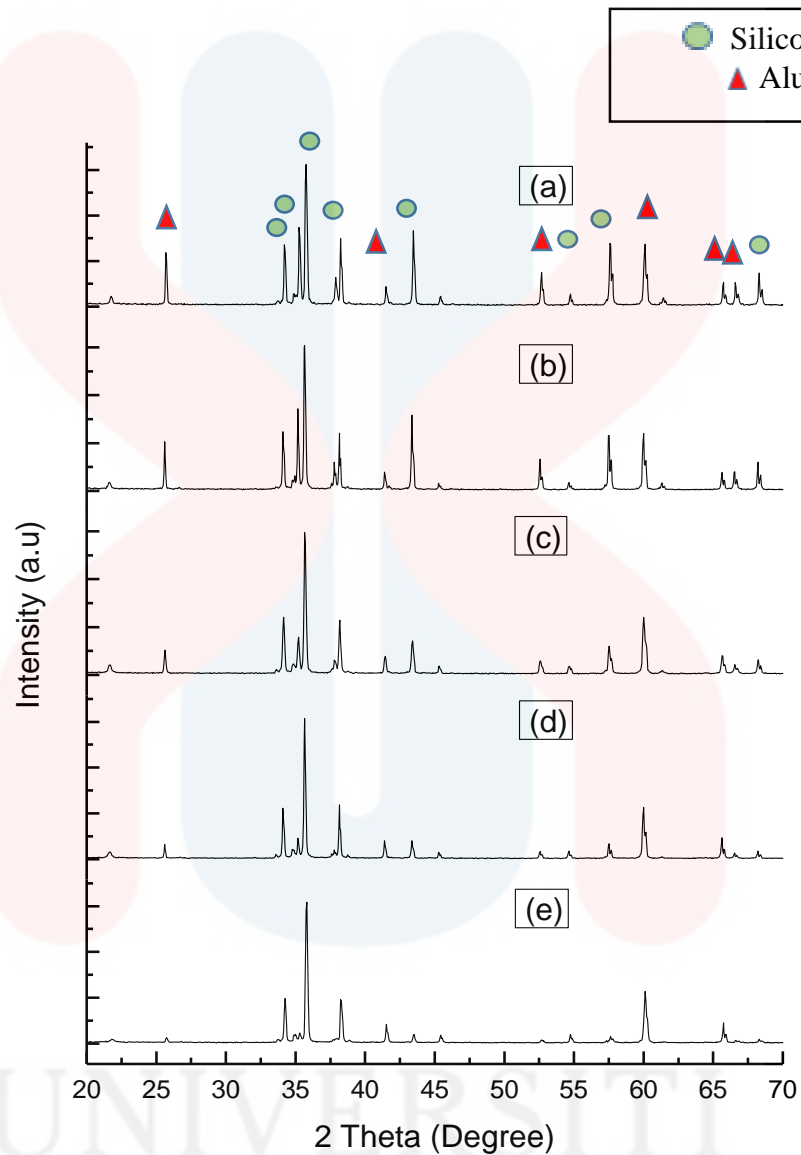 Silico
Alu
(a)
(b)
(c)
(d)
(e)
Intensity (a.u)
20 25 30 35 40 45 50 55 60 65 70
2 Theta (Degree)
UNIVERSITI